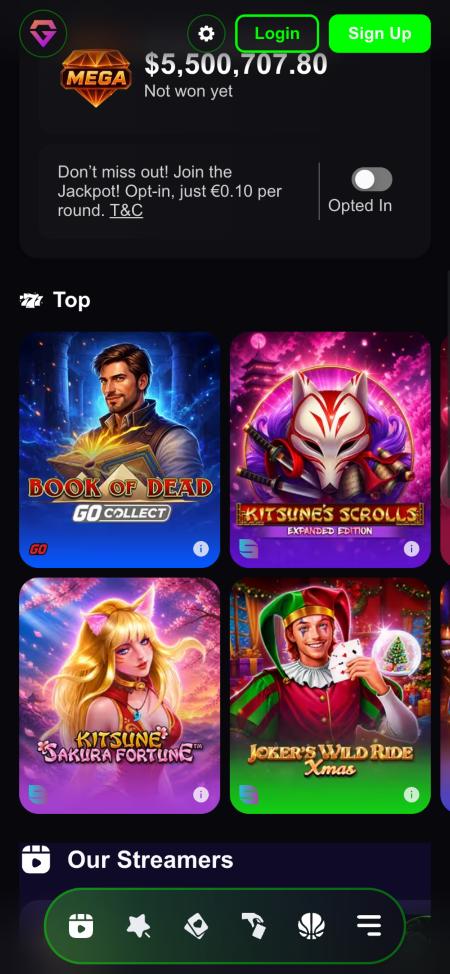 Login
Sign Up
MEGA
$5,500,707.80
Not won yet
Don't miss out! Join the
Jackpot! Opt-in, just €0.10 per
round. T&C
Opted In
777
Top
BOOK OF DEAD
GO COLLECT
GO
KITSUNE'S SCROLLS
EXPANDED EDITION
KITSUNE
SAKURA FORTUNE™
JOKER'S WILD RIDE
Xmas
Our Streamers